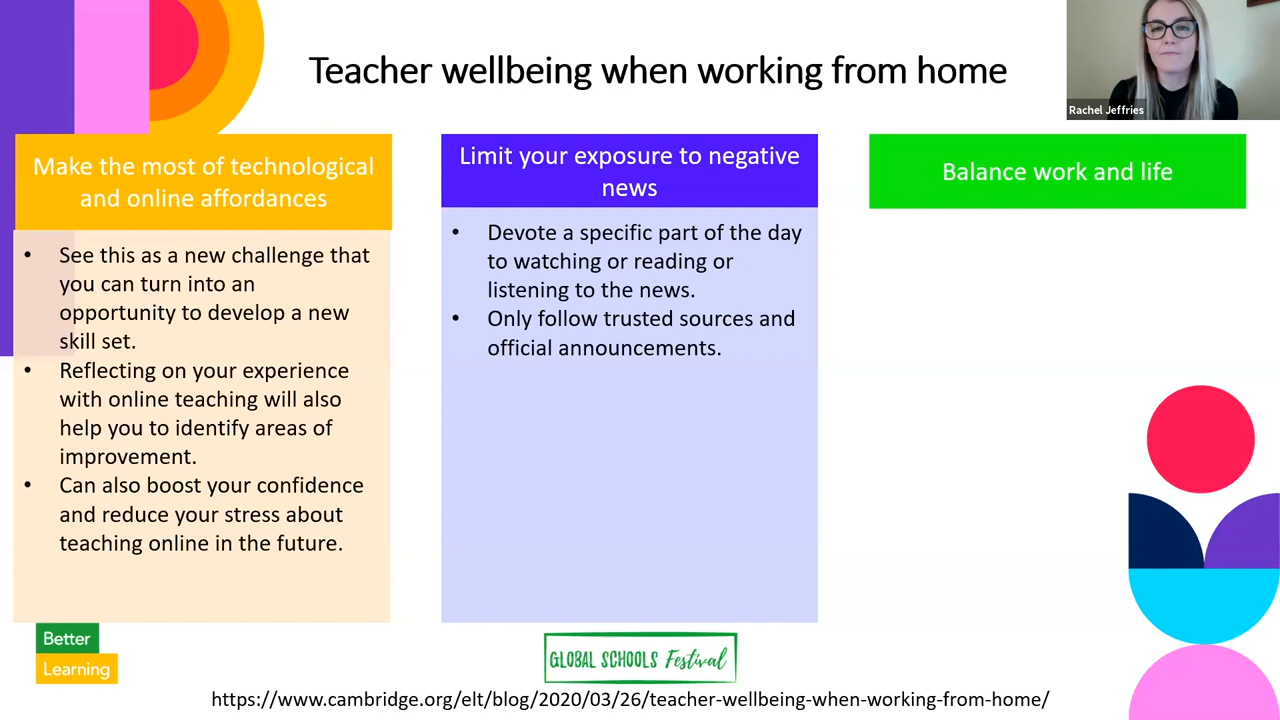 Teacher wellbeing when working from home
Rachel Jeffries
Make the most of technological
and online affordances
• See this as a new challenge that
you can turn into an
opportunity to develop a new
skill set.
• Reflecting on your experience
with online teaching will also
help you to identify areas of
improvement.
• Can also boost your confidence
and reduce your stress about
teaching online in the future.
Limit your exposure to negative
news
• Devote a specific part of the day
to watching or reading or
listening to the news.
• Only follow trusted sources and
official announcements.
Balance work and life
Better
Learning
GLOBAL SCHOOLS Festival
https://www.cambridge.org/elt/blog/2020/03/26/teacher-wellbeing-when-working-from-home/